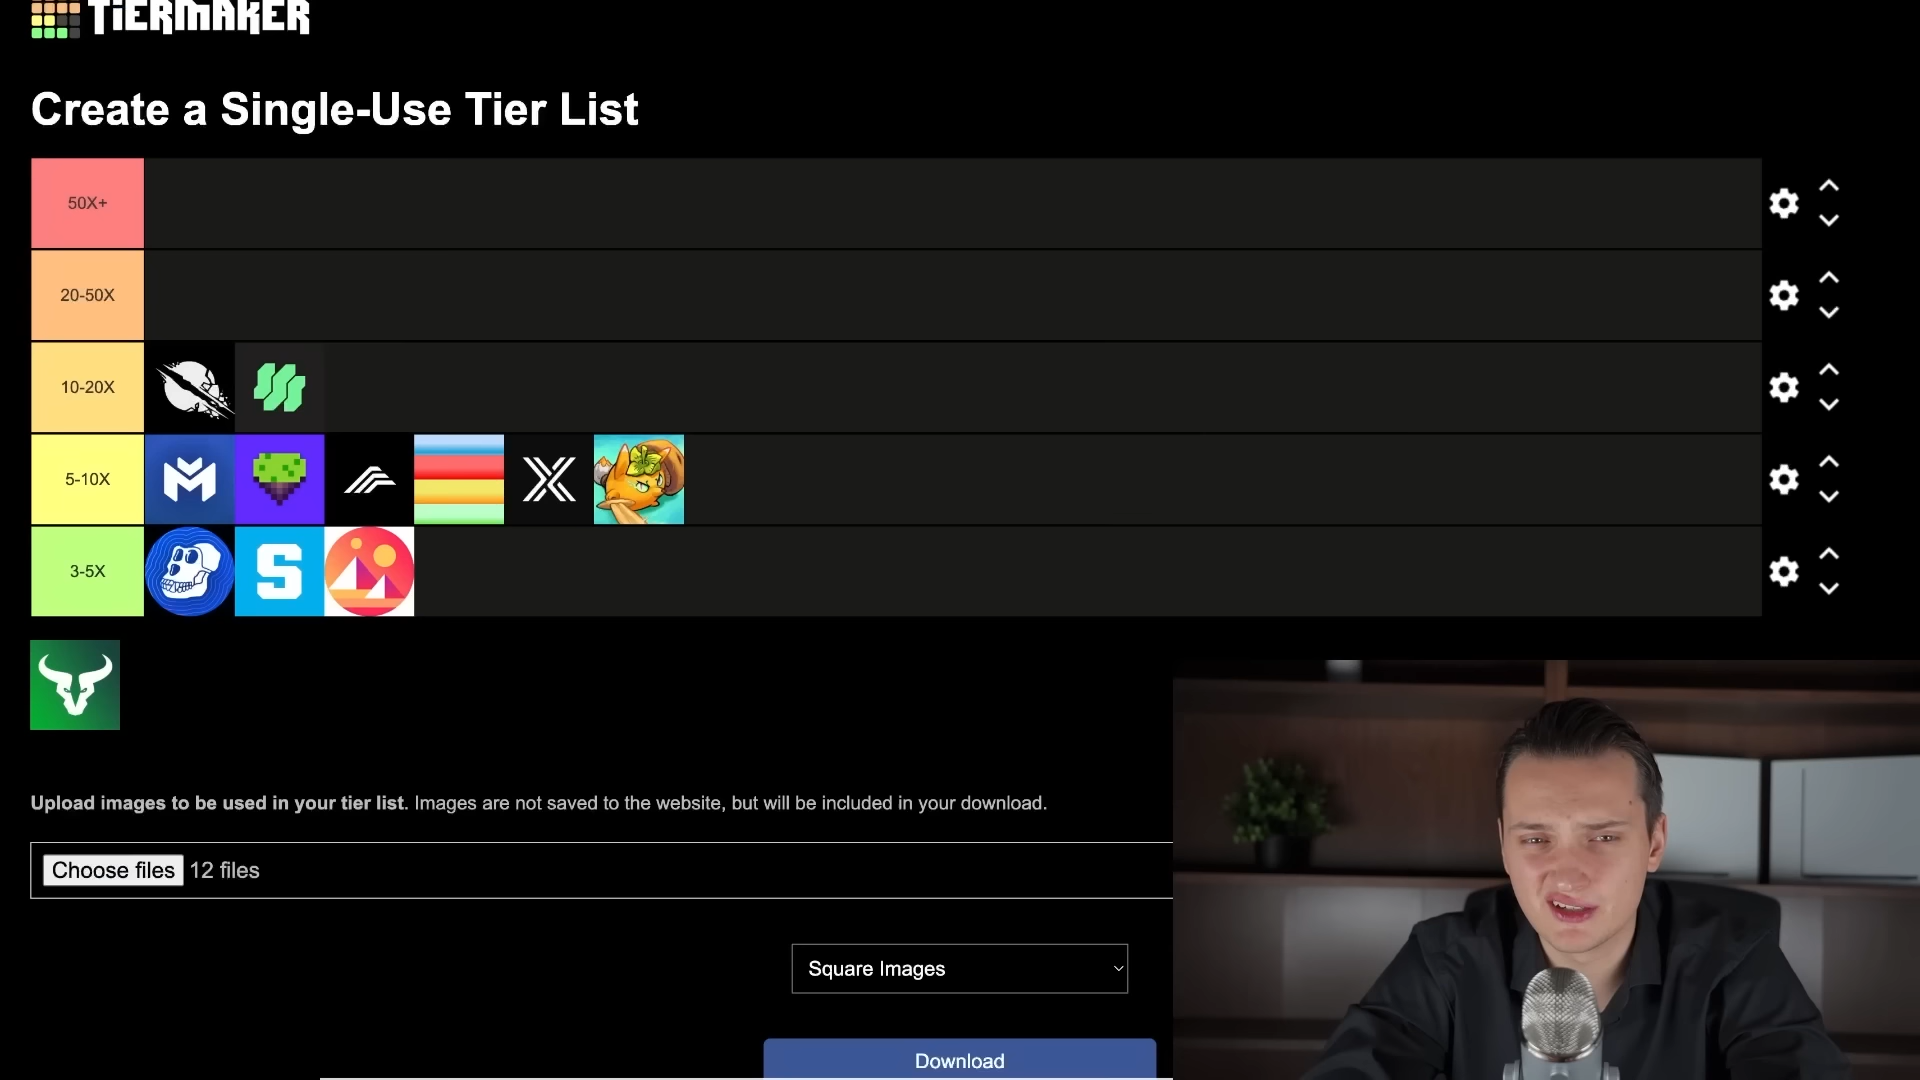 TiERMAKER
Create a Single-Use Tier List
50X+
20-50X
10-20X
5-10X
3-5X
Upload images to be used in your tier list. Images are not saved to the website, but will be included in your download.
Choose files 12 files
Square Images
Download